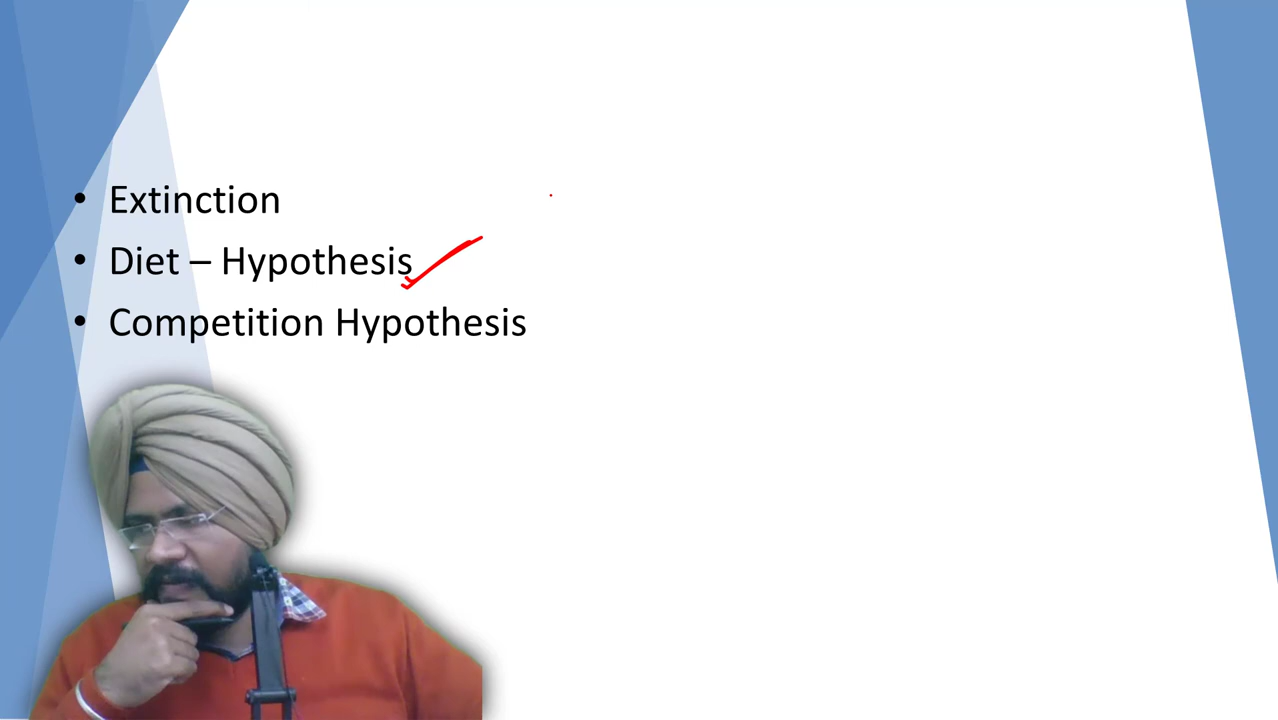 • Extinction
• Diet – Hypothesis
• Competition Hypothesis